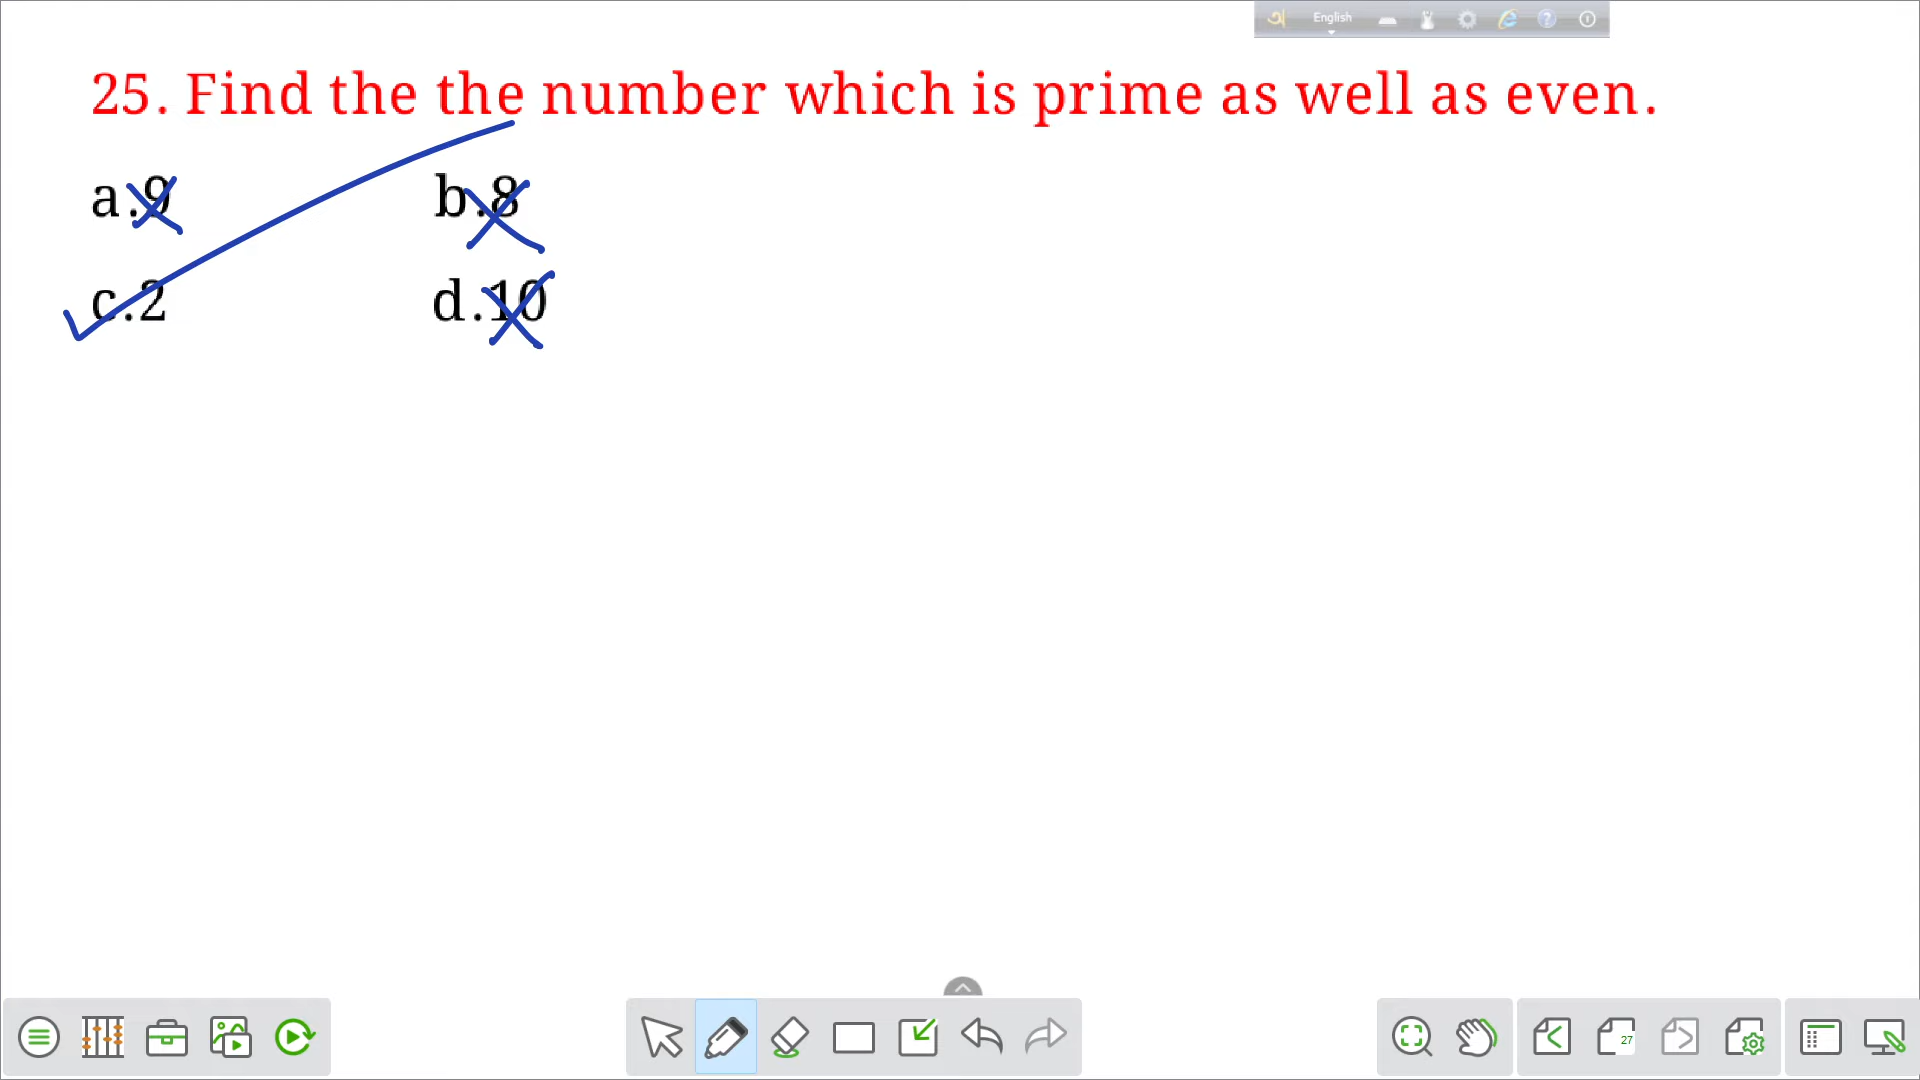 English
25. Find the the number which is prime as well as even.
a.9 b.8
c.2 d.10
27